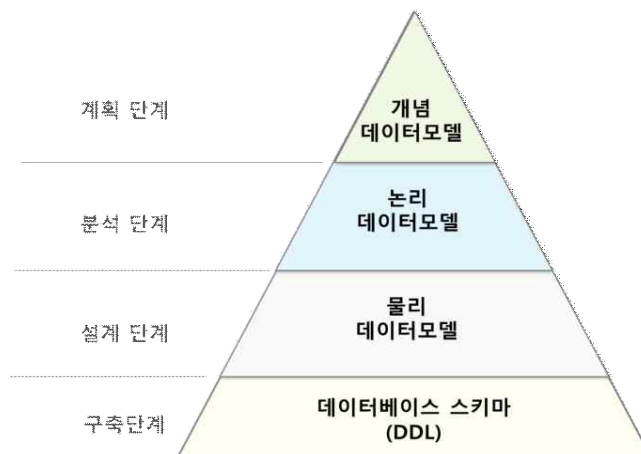 계획 단계
개념
데이터모델
분석 단계
논리
데이터모델
설계 단계
물리
데이터모델
구축단계
데이터베이스 스키마
(DDL)